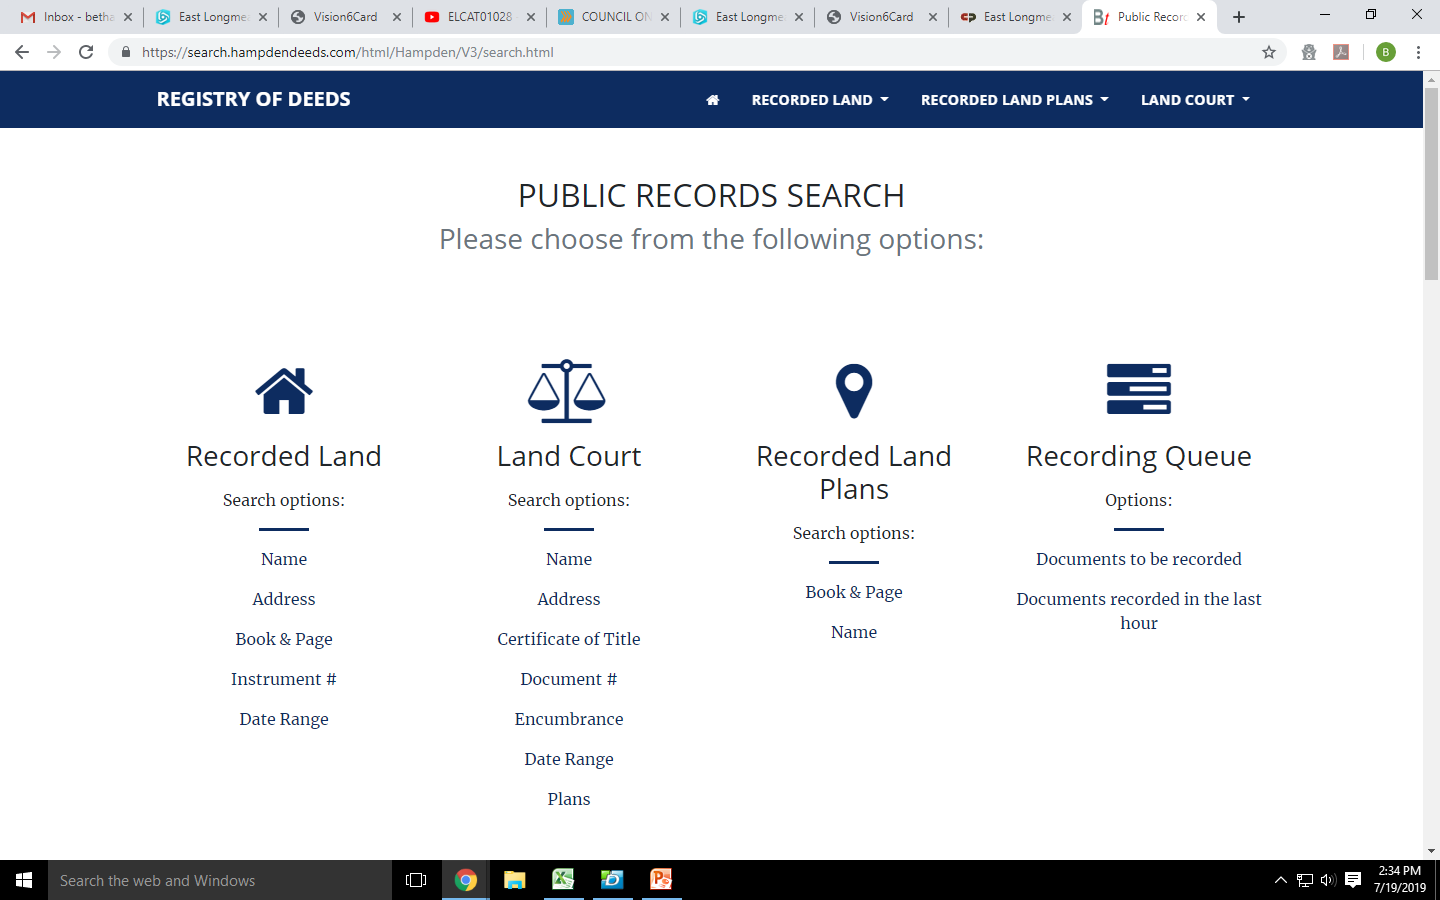 Inbox - betha
East Longme
Vision6Card
ELCAT01028
COUNCIL ON
East Longme
Vision6Card
East Longme
Public Record
https://search.hampdendeeds.com/html/Hampden/V3/search.html
B
REGISTRY OF DEEDS
RECORDED LAND
RECORDED LAND PLANS
LAND COURT
PUBLIC RECORDS SEARCH
Please choose from the following options:
Recorded Land
Search options:
Name
Address
Book & Page
Instrument #
Date Range
Land Court
Search options:
Name
Address
Certificate of Title
Document #
Encumbrance
Date Range
Plans
Recorded Land
Plans
Search options:
Book & Page
Name
Recording Queue
Options:
Documents to be recorded
Documents recorded in the last
hour
Search the web and Windows
2:34 PM
7/19/2019